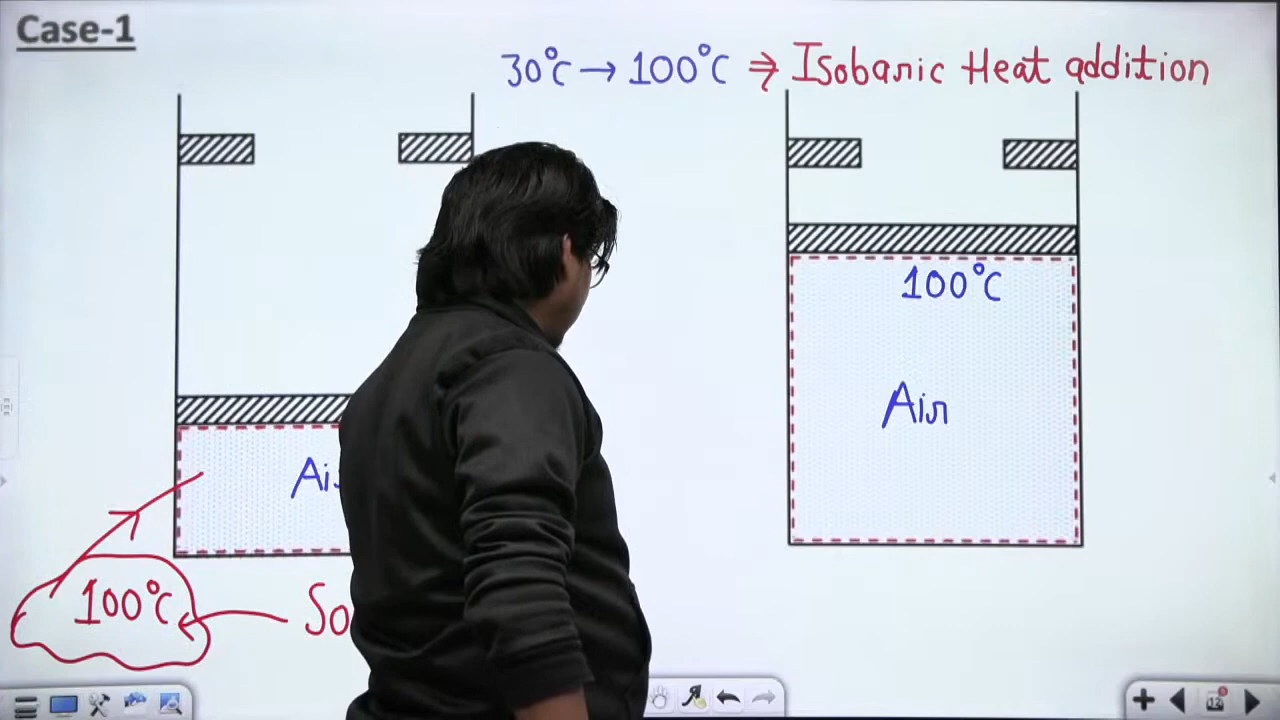 Case-1
30°C → 100°C ⇒ Isobaric Heat addition
100°C
Air
100°C